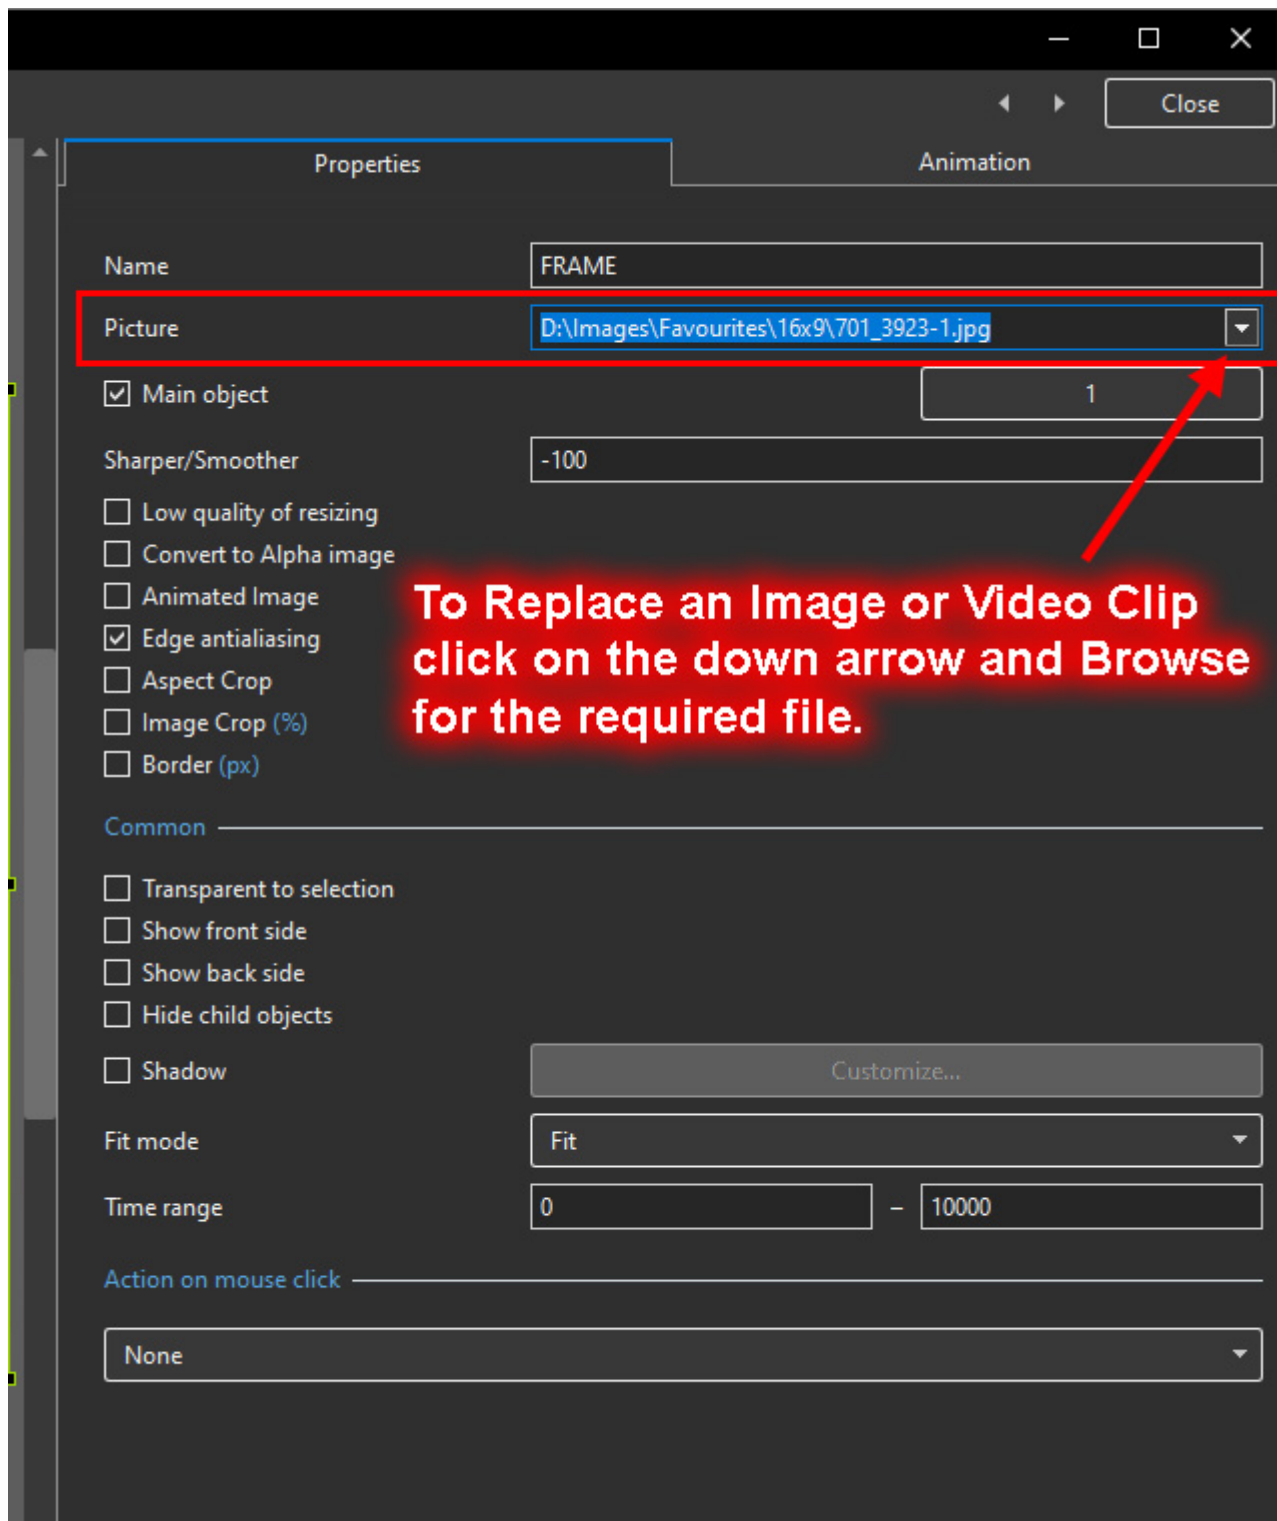 Close
Properties
Animation
Name
FRAME
Picture
D:\Images\Favourites\16x9\701_3923-1.jpg
Main object
1
Sharper/Smoother
-100
Low quality of resizing
Convert to Alpha image
Animated Image
Edge antialiasing
Aspect Crop
Image Crop (%)
Border (px)
To Replace an Image or Video Clip
click on the down arrow and Browse
for the required file.
Common
Transparent to selection
Show front side
Show back side
Hide child objects
Shadow
Customize...
Fit mode
Fit
Time range
0
–
10000
Action on mouse click
None